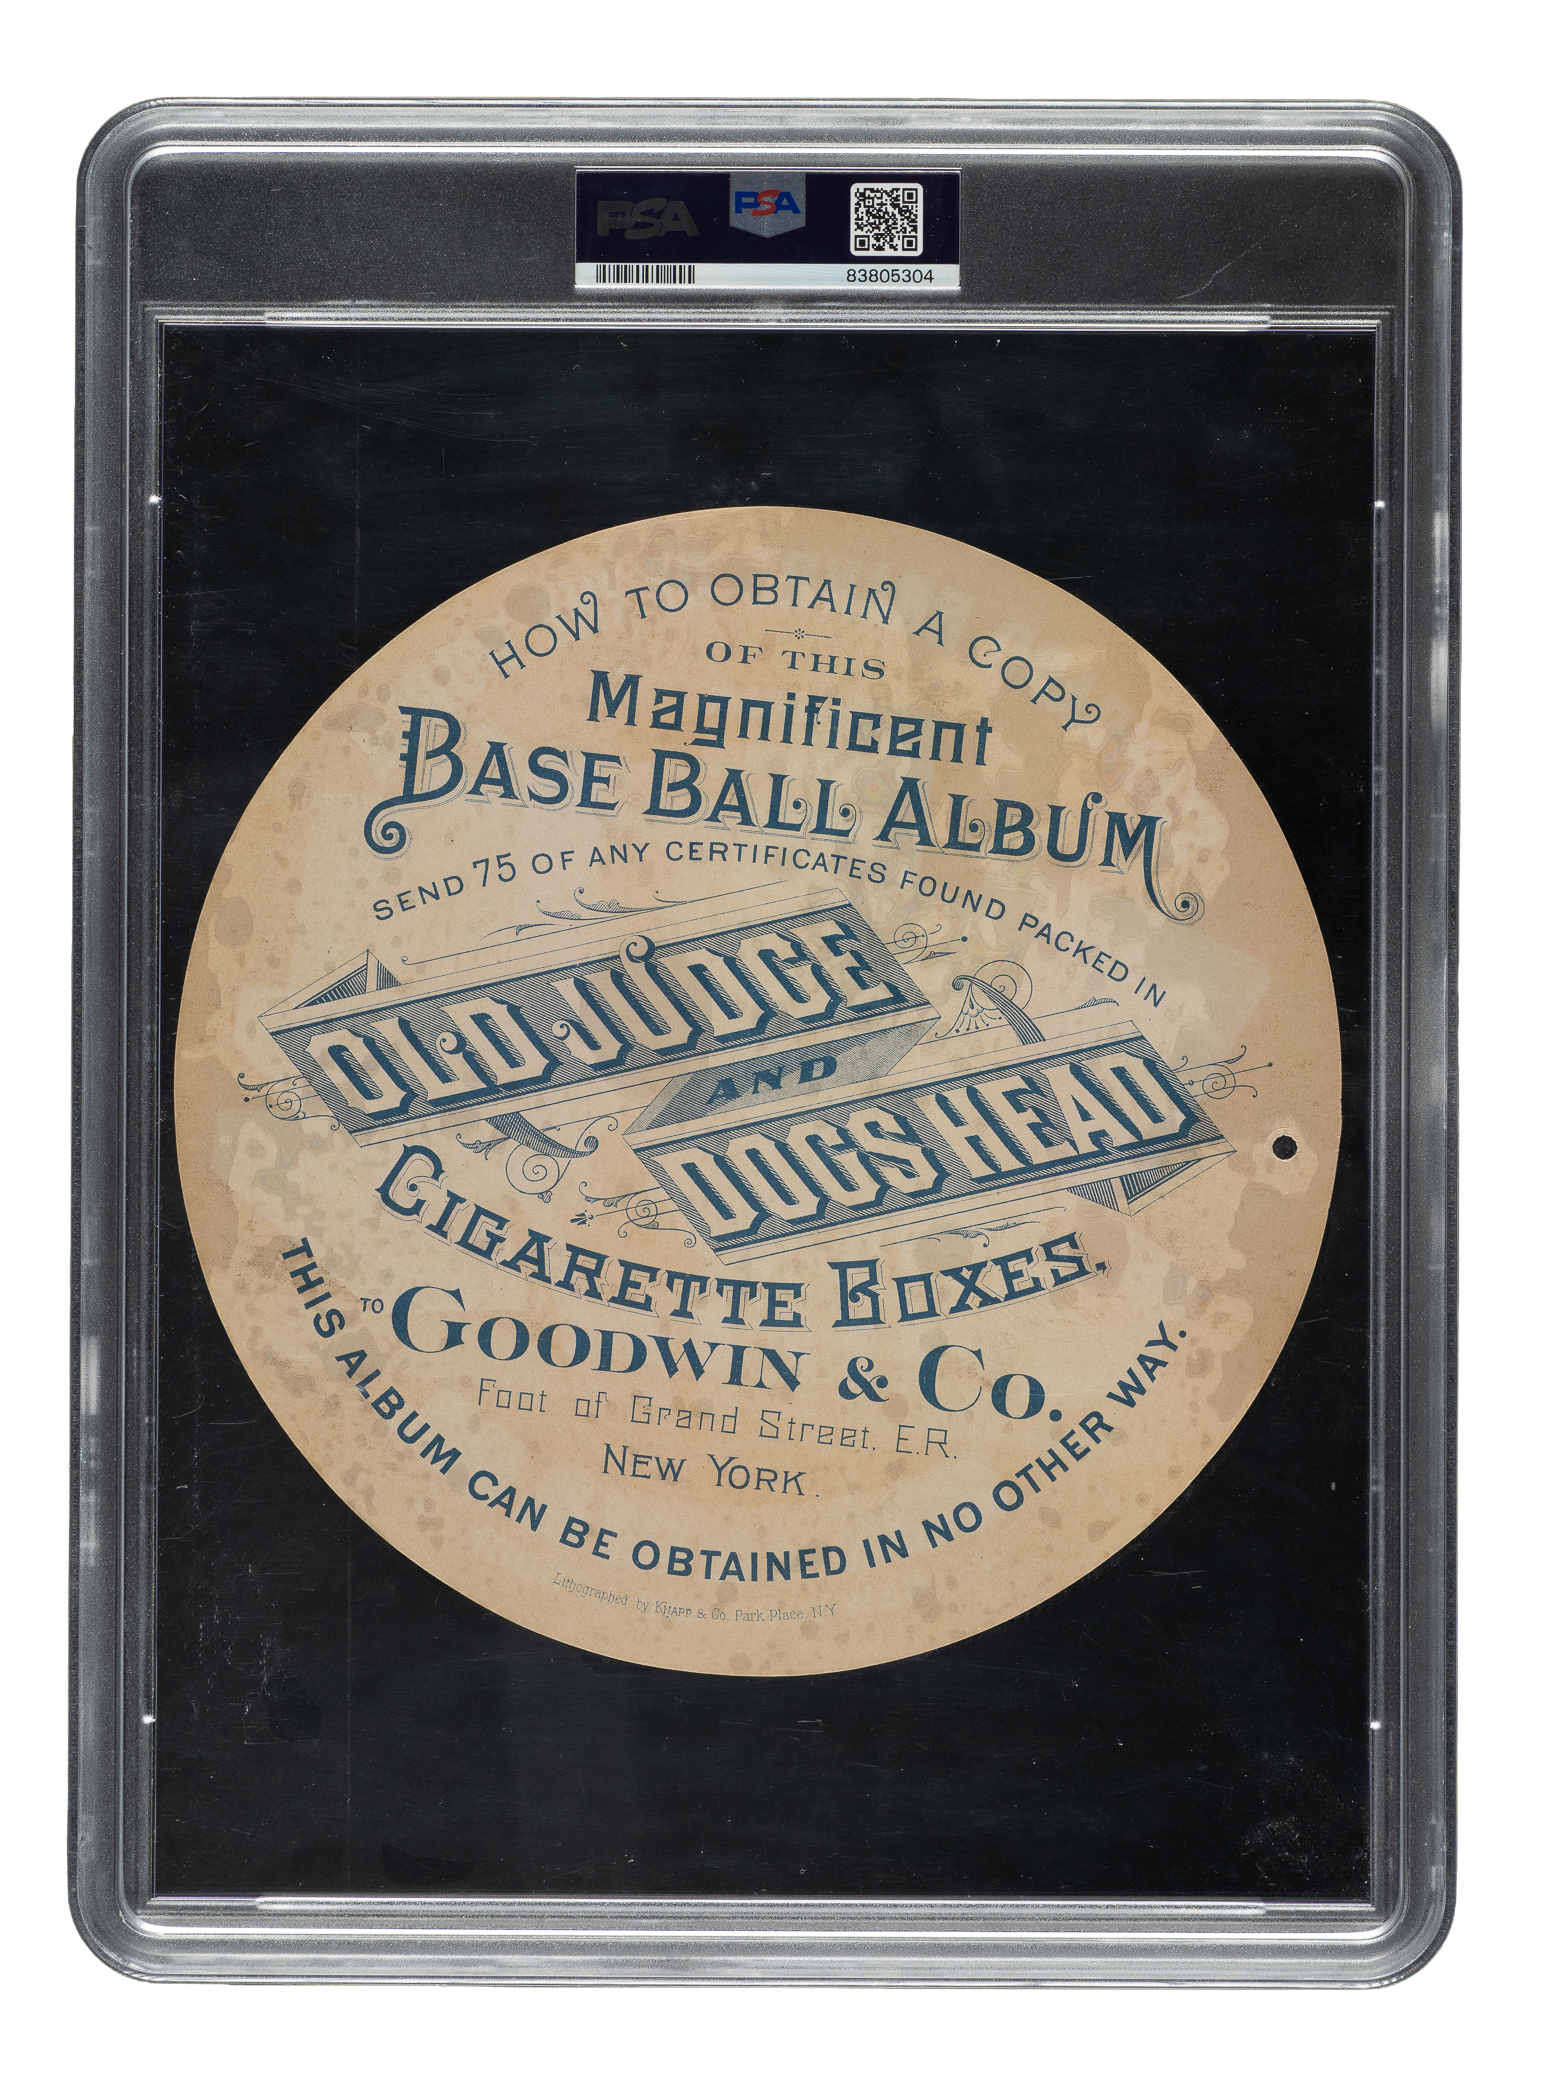 PSA
PSA
83805304
HOW TO OBTAIN A COPY
OF THIS
Magnificent
BASE BALL ALBUM
SEND 75 OF ANY CERTIFICATES FOUND PACKED IN
OLD JUDGE
AND
DOGS HEAD
CIGARETTE BOXES,
TO GOODWIN & CO.
Foot of Grand Street, E.R.
NEW YORK.
THIS ALBUM CAN BE OBTAINED IN NO OTHER WAY.
Lithographed by KNAPP & Co. Park Place, N.Y